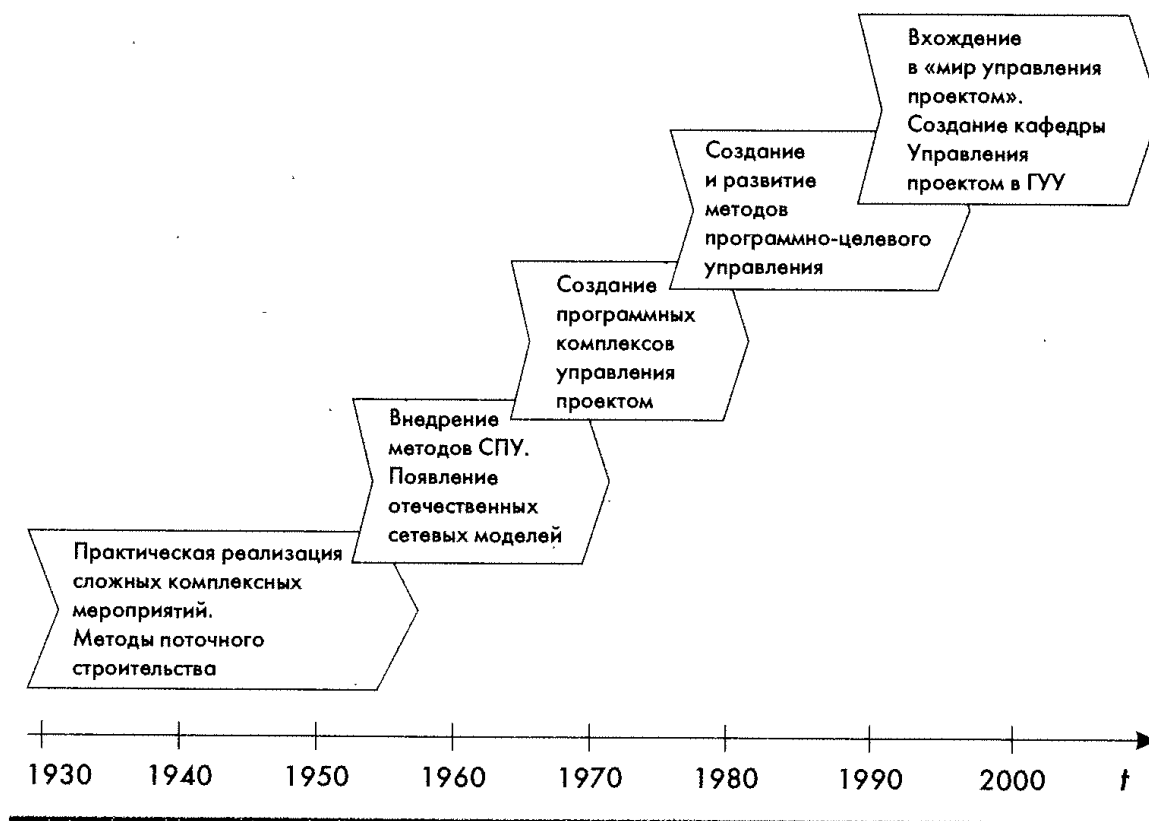 Вхождение
в «мир управления
проектом».
Создание кафедры
Управления
проектом в ГУУ
Создание
и развитие
методов
программно-целевого
управления
Создание
программных
комплексов
управления
проектом
Внедрение
методов СПУ.
Появление
отечественных
сетевых моделей
Практическая реализация
сложных комплексных
мероприятий.
Методы поточного
строительства
1930 1940 1950 1960 1970 1980 1990 2000 t